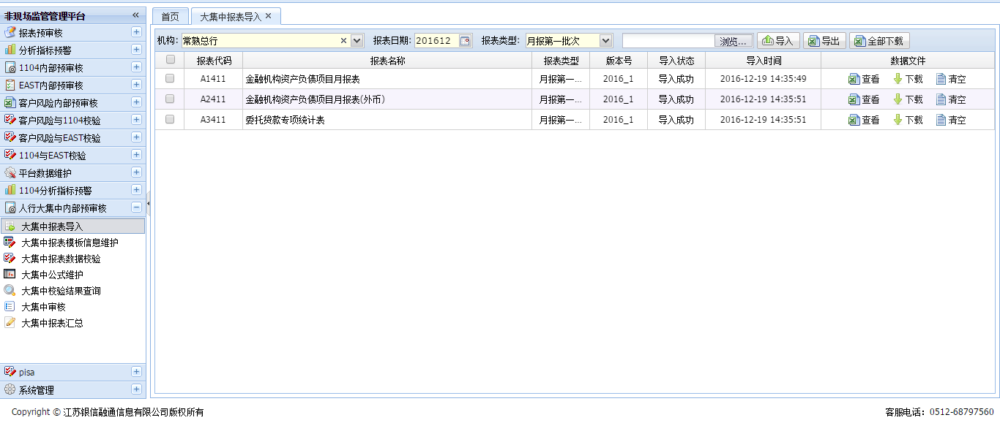 非现场监管管理平台
报表预审核
分析指标预警
1104内部预审核
EAST内部预审核
客户风险内部预审核
客户风险与1104校验
客户风险与EAST校验
1104与EAST校验
平台数据维护
1104分析指标预警
人行大集中内部预审核
大集中报表导入
大集中报表模板信息维护
大集中报表数据校验
大集中公式维护
大集中校验结果查询
大集中审核
大集中报表汇总
pisa
系统管理
首页 大集中报表导入
机构: 常熟总行 报表日期: 201612 报表类型: 月报第一批次 浏览... 导入 导出 全部下载
报表代码 报表名称 报表类型 版本号 导入状态 导入时间 数据文件
A1411 金融机构资产负债项目月报表 月报第一... 2016_1 导入成功 2016-12-19 14:35:49 查看 下载 清空
A2411 金融机构资产负债项目月报表(外币) 月报第一... 2016_1 导入成功 2016-12-19 14:35:51 查看 下载 清空
A3411 委托贷款专项统计表 月报第一... 2016_1 导入成功 2016-12-19 14:35:51 查看 下载 清空
Copyright © 江苏银信融通信息有限公司版权所有 客服电话：0512-68797560